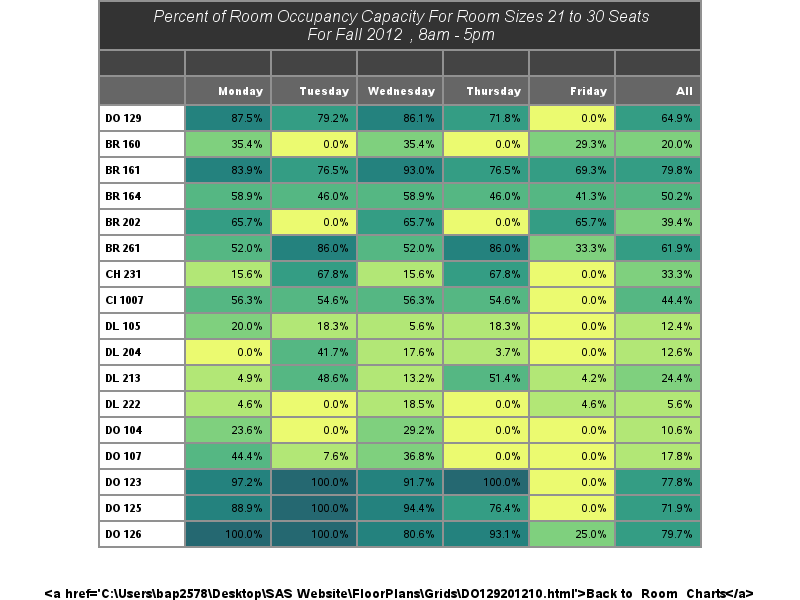 Percent of Room Occupancy Capacity For Room Sizes 21 to 30 Seats
For Fall 2012 , 8am - 5pm
Monday Tuesday Wednesday Thursday Friday All
DO 129 87.5% 79.2% 86.1% 71.8% 0.0% 64.9%
BR 160 35.4% 0.0% 35.4% 0.0% 29.3% 20.0%
BR 161 83.9% 76.5% 93.0% 76.5% 69.3% 79.8%
BR 164 58.9% 46.0% 58.9% 46.0% 41.3% 50.2%
BR 202 65.7% 0.0% 65.7% 0.0% 65.7% 39.4%
BR 261 52.0% 86.0% 52.0% 86.0% 33.3% 61.9%
CH 231 15.6% 67.8% 15.6% 67.8% 0.0% 33.3%
CI 1007 56.3% 54.6% 56.3% 54.6% 0.0% 44.4%
DL 105 20.0% 18.3% 5.6% 18.3% 0.0% 12.4%
DL 204 0.0% 41.7% 17.6% 3.7% 0.0% 12.6%
DL 213 4.9% 48.6% 13.2% 51.4% 4.2% 24.4%
DL 222 4.6% 0.0% 18.5% 0.0% 4.6% 5.6%
DO 104 23.6% 0.0% 29.2% 0.0% 0.0% 10.6%
DO 107 44.4% 7.6% 36.8% 0.0% 0.0% 17.8%
DO 123 97.2% 100.0% 91.7% 100.0% 0.0% 77.8%
DO 125 88.9% 100.0% 94.4% 76.4% 0.0% 71.9%
DO 126 100.0% 100.0% 80.6% 93.1% 25.0% 79.7%
<a href='C:\Users\bap2578\Desktop\SAS Website\FloorPlans\Grids\DO129201210.html'>Back to Room Charts</a>